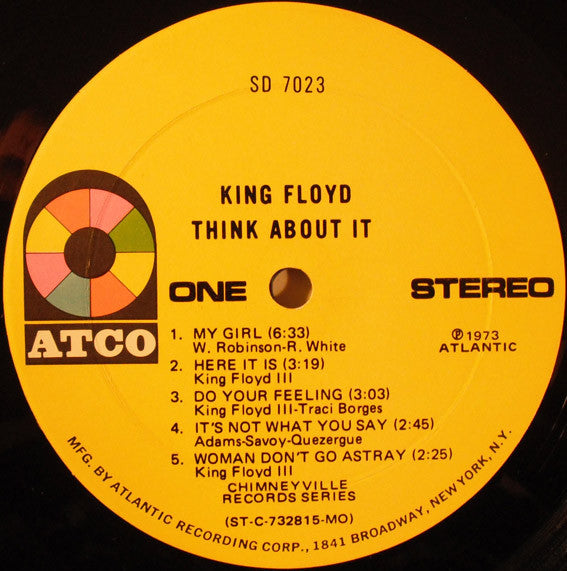 SD 7023
KING FLOYD
THINK ABOUT IT
ATCO
ONE
STEREO
℗ 1973
ATLANTIC
1. MY GIRL (6:33)
W. Robinson-R. White
2. HERE IT IS (3:19)
King Floyd III
3. DO YOUR FEELING (3:03)
King Floyd III-Traci Borges
4. IT'S NOT WHAT YOU SAY (2:45)
Adams-Savoy-Quezergue
5. WOMAN DON'T GO ASTRAY (2:25)
King Floyd III
CHIMNEYVILLE
RECORDS SERIES
(ST-C-732815-MO)
MFG. BY ATLANTIC RECORDING CORP., 1841 BROADWAY, NEW YORK, N.Y.